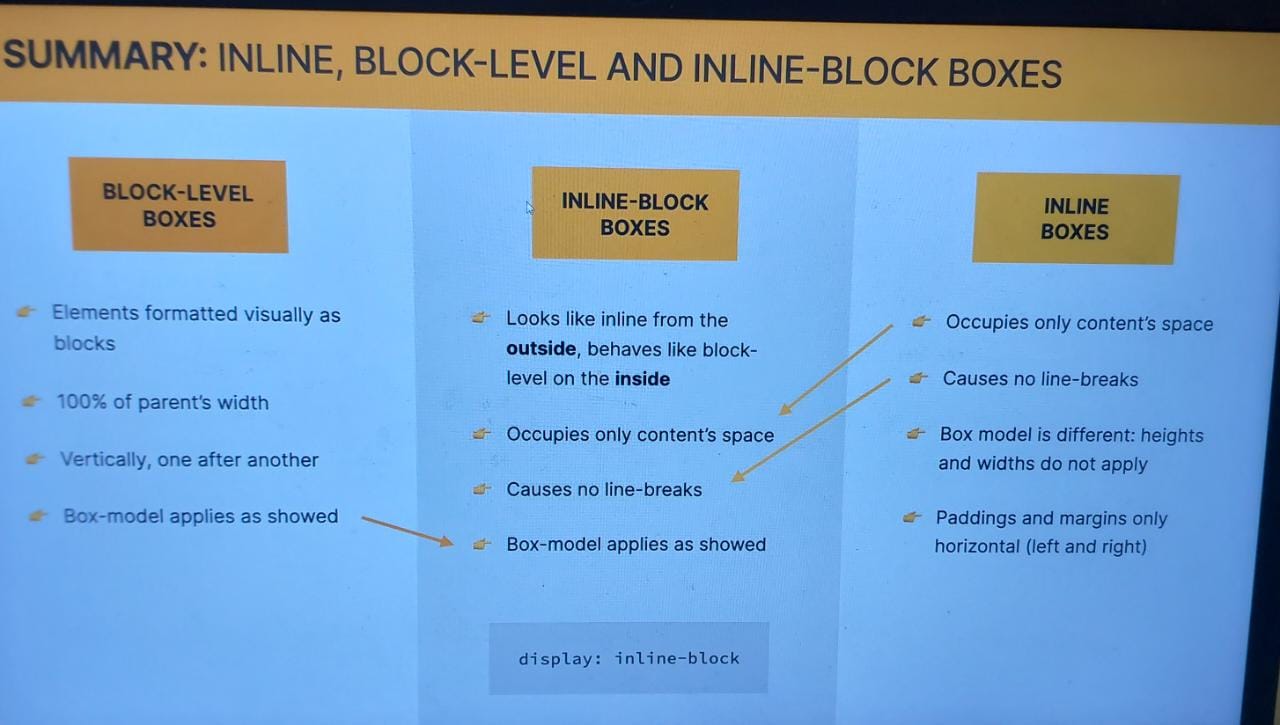 SUMMARY: INLINE, BLOCK-LEVEL AND INLINE-BLOCK BOXES
BLOCK-LEVEL
BOXES
Elements formatted visually as
blocks
100% of parent's width
Vertically, one after another
Box-model applies as showed
INLINE-BLOCK
BOXES
Looks like inline from the
outside, behaves like block-
level on the inside
Occupies only content's space
Causes no line-breaks
Box-model applies as showed
display: inline-block
INLINE
BOXES
Occupies only content's space
Causes no line-breaks
Box model is different: heights
and widths do not apply
Paddings and margins only
horizontal (left and right)